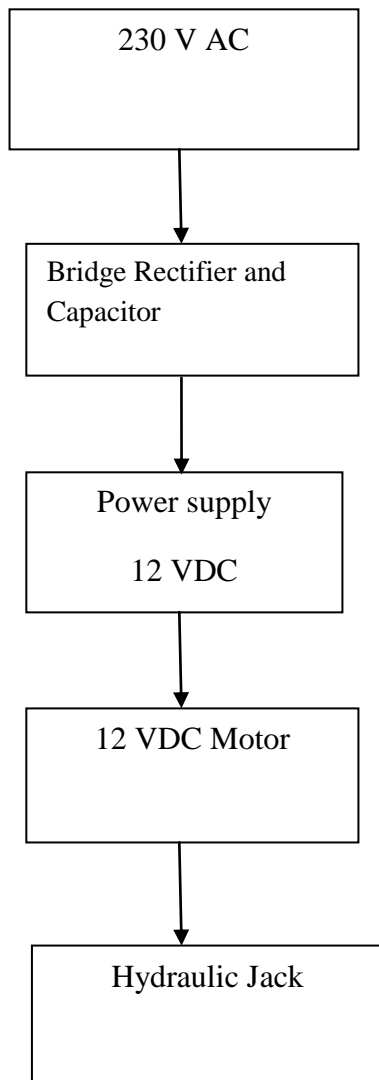 230 V AC
Bridge Rectifier and
Capacitor
Power supply
12 VDC
12 VDC Motor
Hydraulic Jack